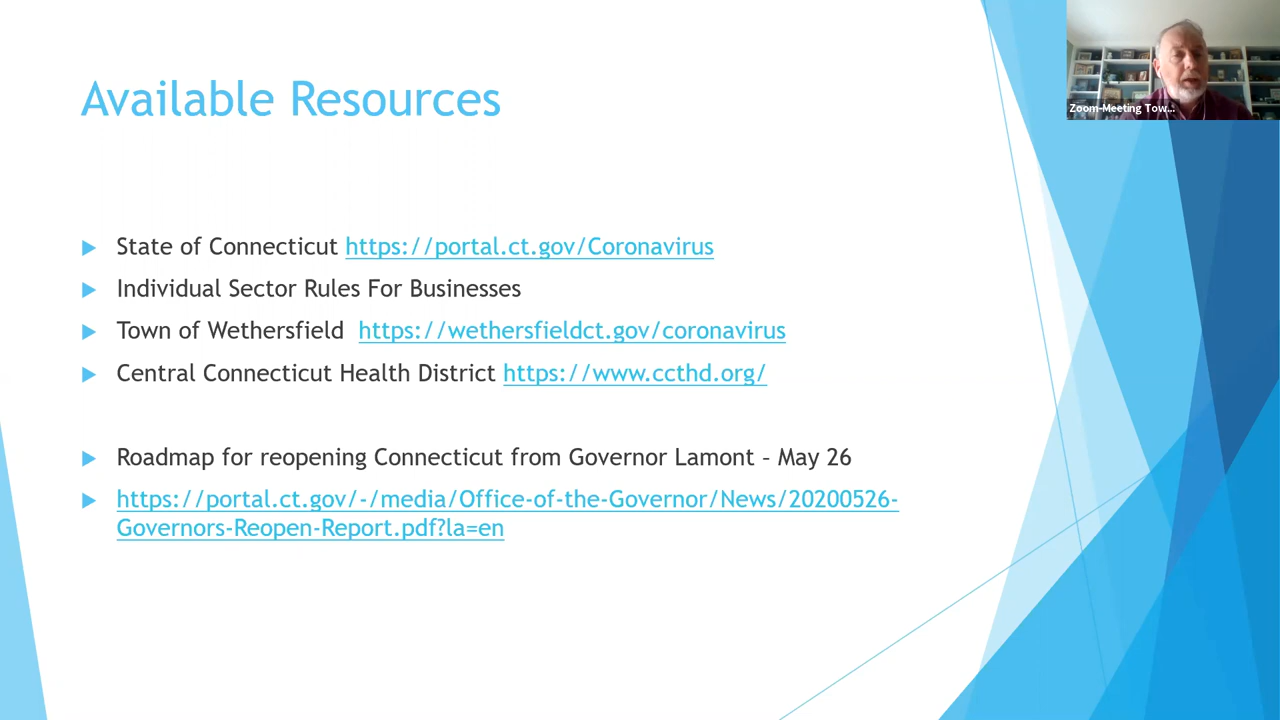 Available Resources
Zoom-Meeting Tow...
State of Connecticut https://portal.ct.gov/Coronavirus
Individual Sector Rules For Businesses
Town of Wethersfield https://wethersfieldct.gov/coronavirus
Central Connecticut Health District https://www.ccthd.org/
Roadmap for reopening Connecticut from Governor Lamont – May 26
https://portal.ct.gov/-/media/Office-of-the-Governor/News/20200526-
Governors-Reopen-Report.pdf?la=en